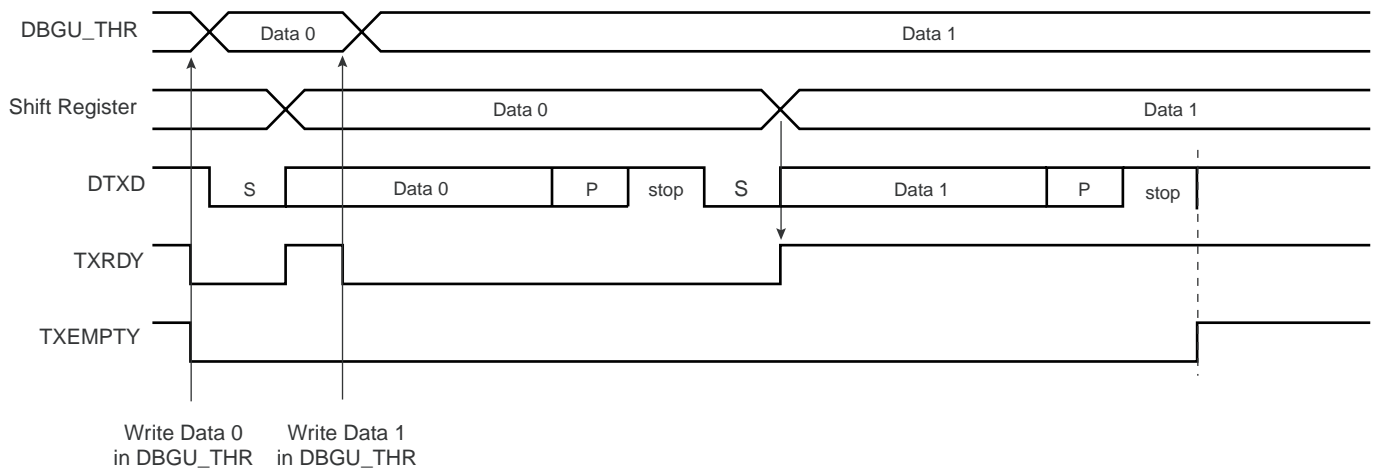 DBGU_THR Data 0 Data 1
Shift Register Data 0 Data 1
DTXD S Data 0 P stop S Data 1 P stop
TXRDY
TXEMPTY
Write Data 0 Write Data 1
in DBGU_THR in DBGU_THR